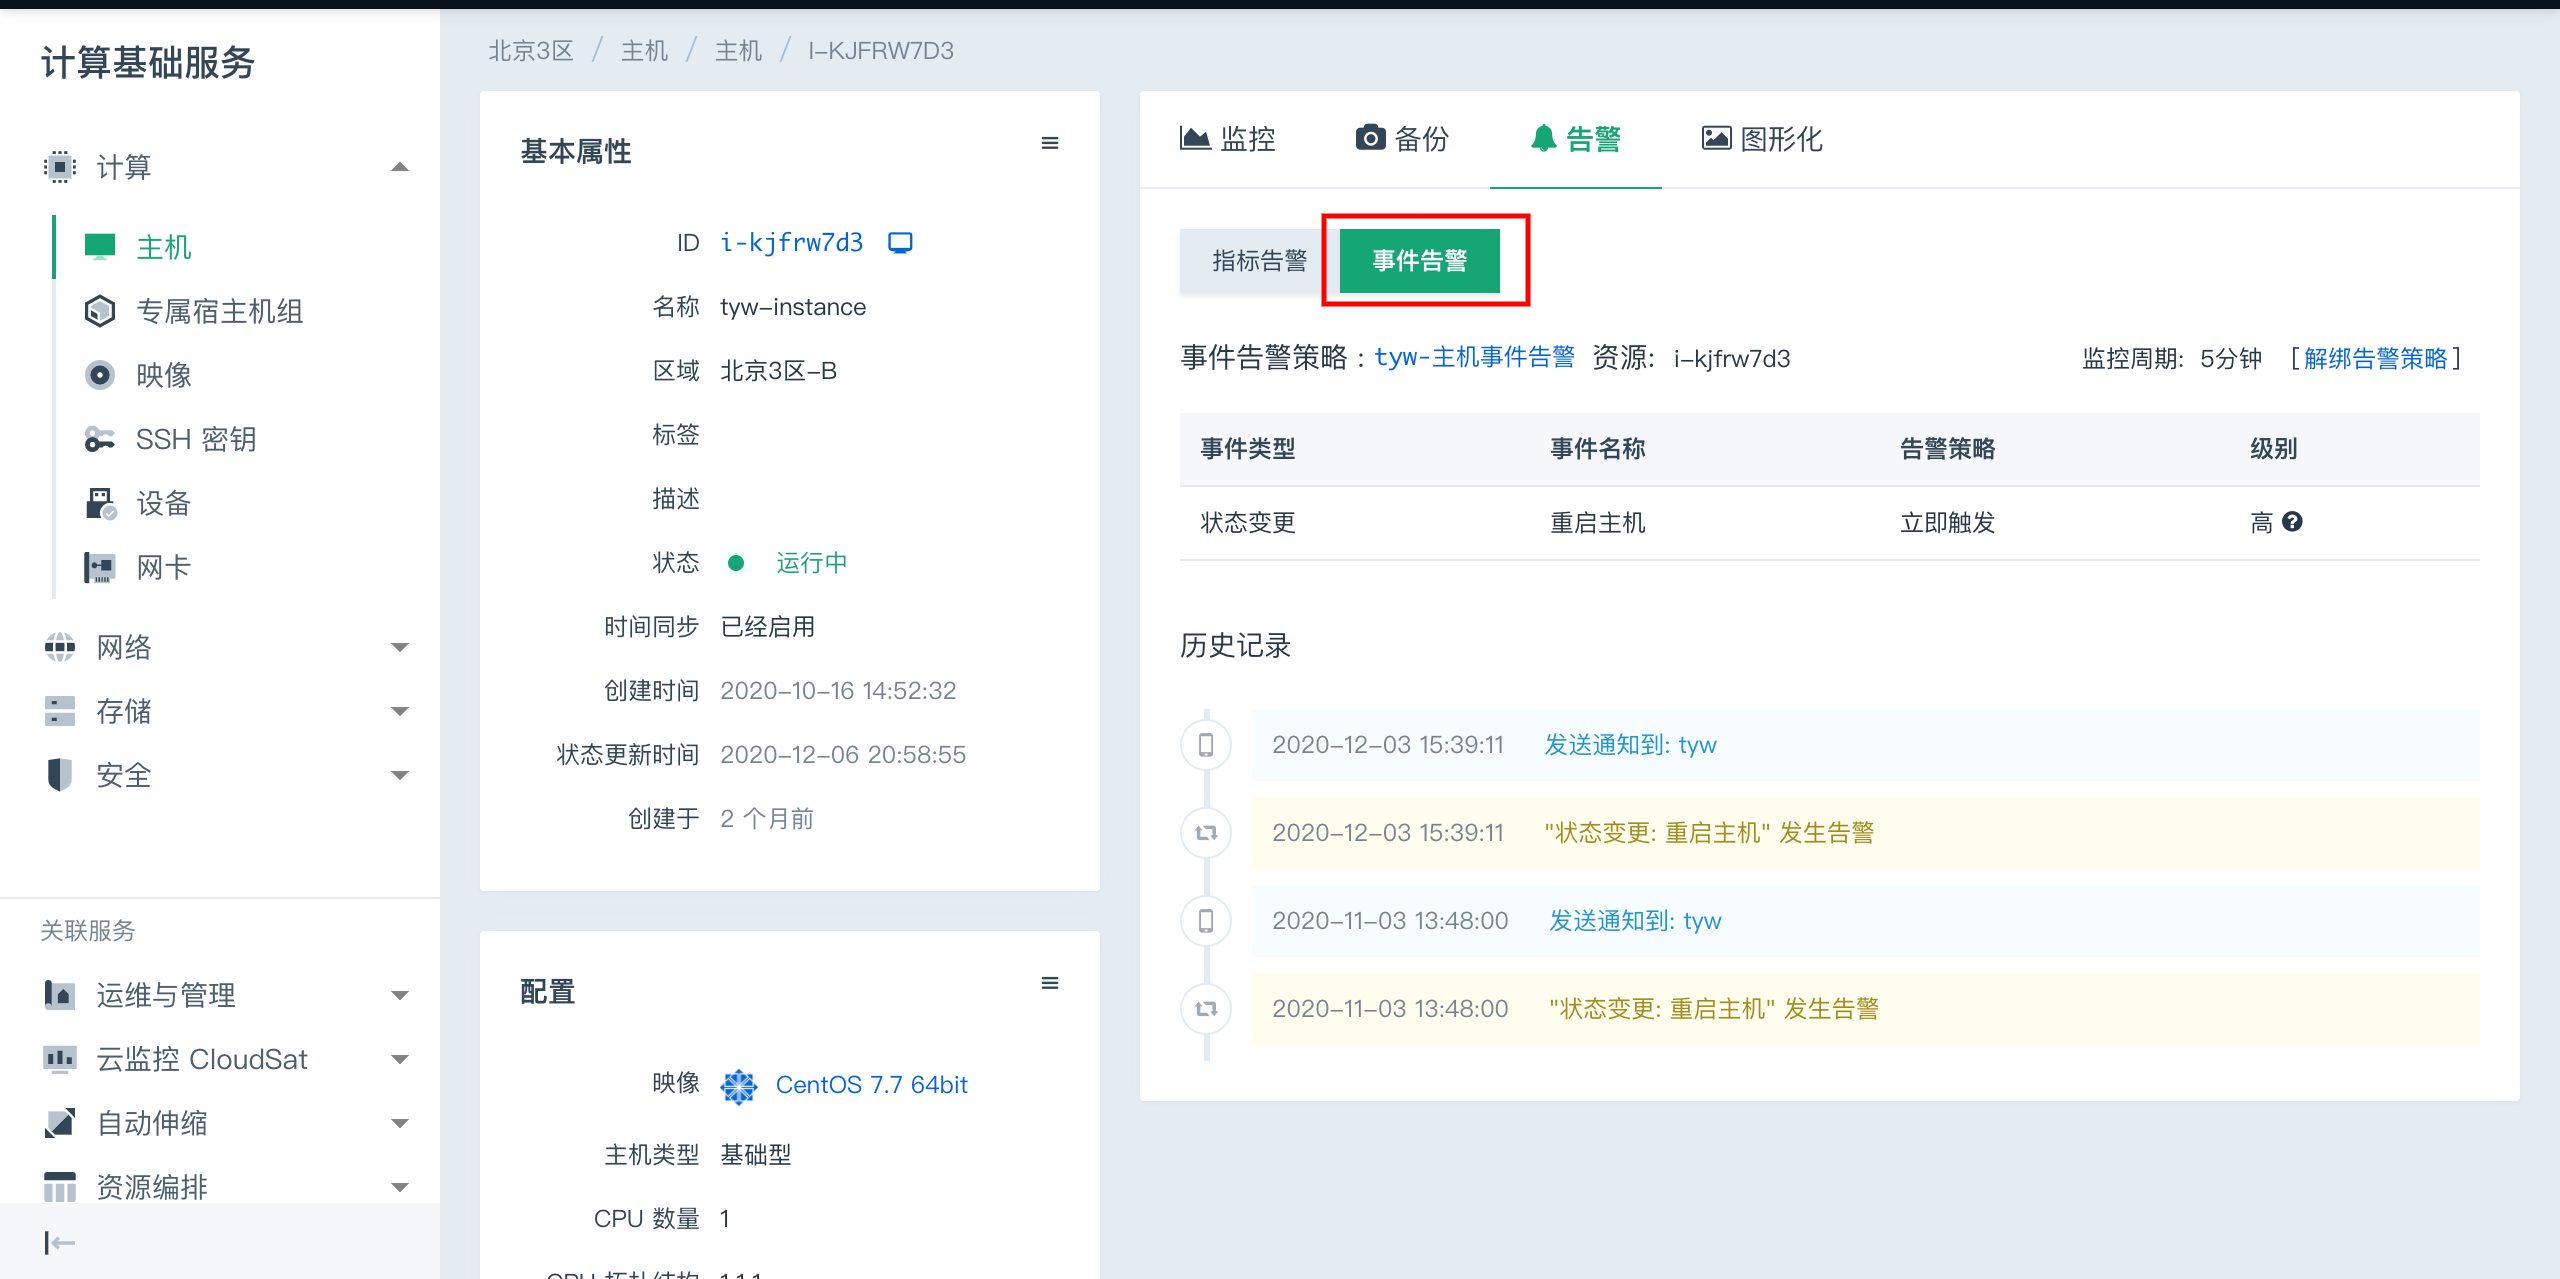 计算基础服务
计算
主机
专属宿主机组
映像
SSH 密钥
设备
网卡
网络
存储
安全
关联服务
运维与管理
云监控 CloudSat
自动伸缩
资源编排
北京3区 / 主机 / 主机 / I-KJFRW7D3
基本属性
ID i-kjfrw7d3
名称 tyw-instance
区域 北京3区-B
标签
描述
状态 运行中
时间同步 已经启用
创建时间 2020-10-16 14:52:32
状态更新时间 2020-12-06 20:58:55
创建于 2 个月前
配置
映像 CentOS 7.7 64bit
主机类型 基础型
CPU 数量 1
监控 备份 告警 图形化
指标告警 事件告警
事件告警策略：tyw-主机事件告警 资源: i-kjfrw7d3 监控周期: 5分钟 [解绑告警策略]
事件类型 事件名称 告警策略 级别
状态变更 重启主机 立即触发 高
历史记录
2020-12-03 15:39:11 发送通知到: tyw
2020-12-03 15:39:11 "状态变更: 重启主机" 发生告警
2020-11-03 13:48:00 发送通知到: tyw
2020-11-03 13:48:00 "状态变更: 重启主机" 发生告警